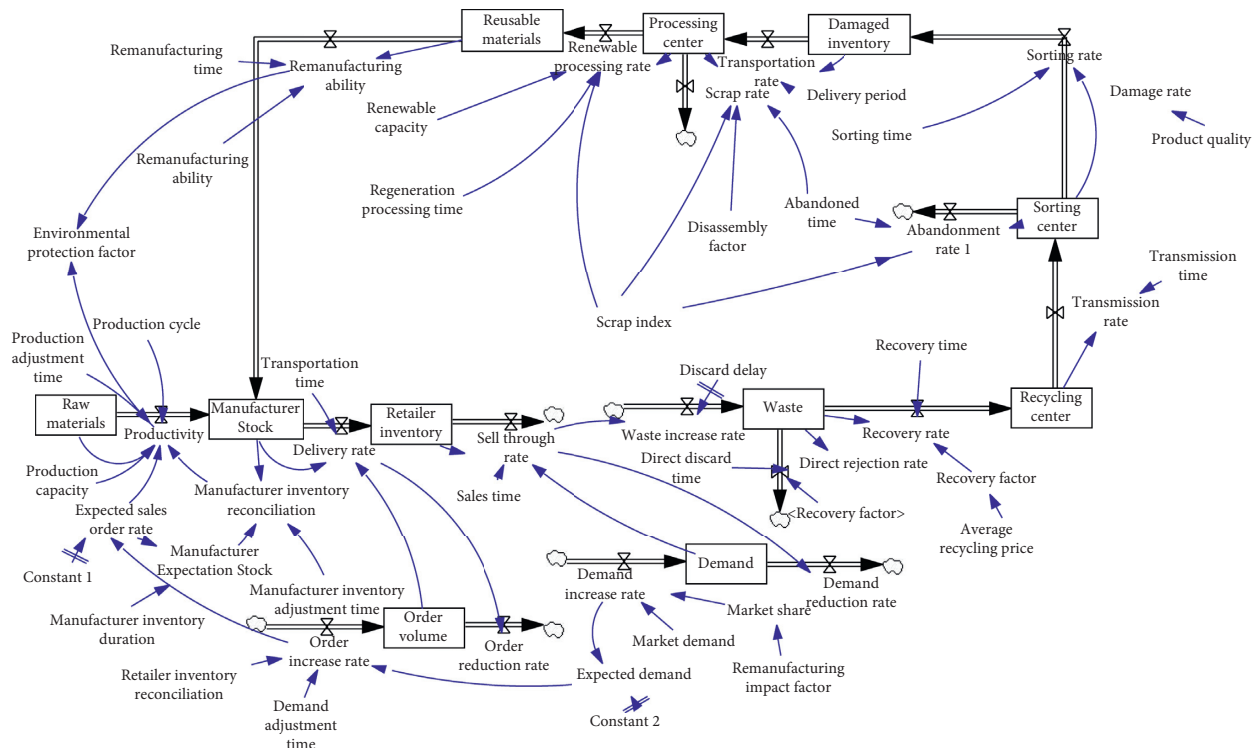 Reusable
materials
Processing
center
Damaged
inventory
Remanufacturing
time
Remanufacturing
ability
Renewable
processing rate
Transportation
rate
Sorting rate
Scrap rate
Delivery period
Renewable
capacity
Damage rate
Sorting time
Product quality
Remanufacturing
ability
Regeneration
processing time
Abandoned
time
Disassembly
factor
Sorting
center
Abandonment
rate 1
Environmental
protection factor
Transmission
time
Transmission
rate
Scrap index
Production cycle
Production
adjustment
time
Transportation
time
Recovery time
Discard delay
Raw
materials
Manufacturer
Stock
Retailer
inventory
Waste
Recycling
center
Productivity
Delivery rate
Sell through
rate
Waste increase rate
Recovery rate
Direct discard
time
Direct rejection rate
Production
capacity
Manufacturer inventory
reconciliation
Sales time
Recovery factor
Expected sales
order rate
<Recovery factor>
Average
recycling price
Manufacturer
Expectation Stock
Constant 1
Demand
Demand
increase rate
Demand
reduction rate
Manufacturer inventory
adjustment time
Market share
Manufacturer inventory
duration
Order
volume
Market demand
Order
increase rate
Order
reduction rate
Retailer inventory
reconciliation
Expected demand
Remanufacturing
impact factor
Demand
adjustment
time
Constant 2